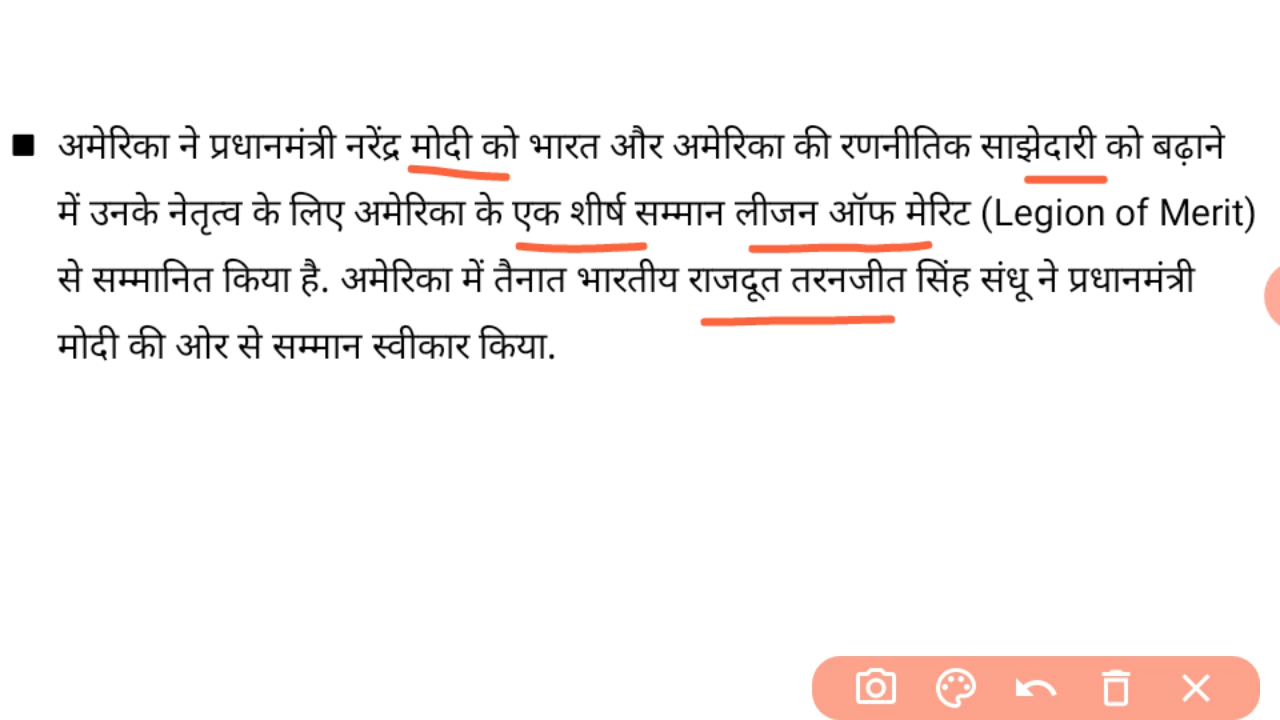 ■ अमेरिका ने प्रधानमंत्री नरेंद्र मोदी को भारत और अमेरिका की रणनीतिक साझेदारी को बढ़ाने
में उनके नेतृत्व के लिए अमेरिका के एक शीर्ष सम्मान लीजन ऑफ मेरिट (Legion of Merit)
से सम्मानित किया है. अमेरिका में तैनात भारतीय राजदूत तरनजीत सिंह संधू ने प्रधानमंत्री
मोदी की ओर से सम्मान स्वीकार किया.